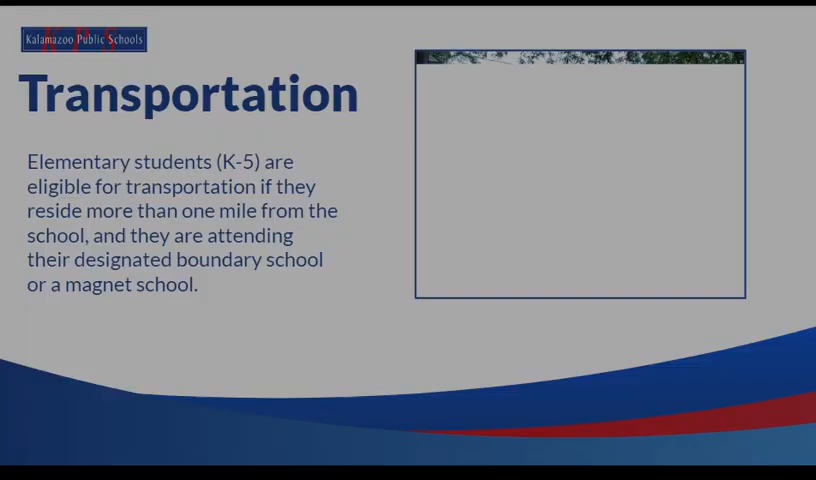 Kalamazoo Public Schools
Transportation
Elementary students (K-5) are
eligible for transportation if they
reside more than one mile from the
school, and they are attending
their designated boundary school
or a magnet school.